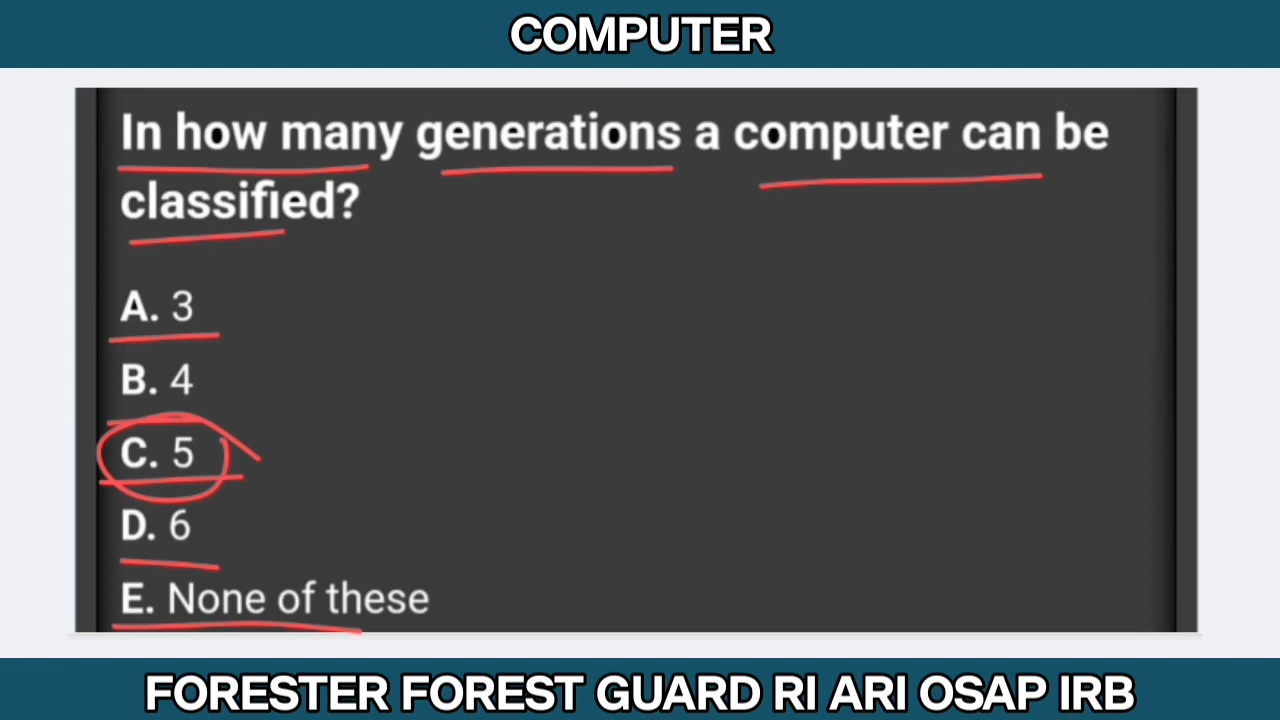 COMPUTER
In how many generations a computer can be
classified?
A. 3
B. 4
C. 5
D. 6
E. None of these
FORESTER FOREST GUARD RI ARI OSAP IRB